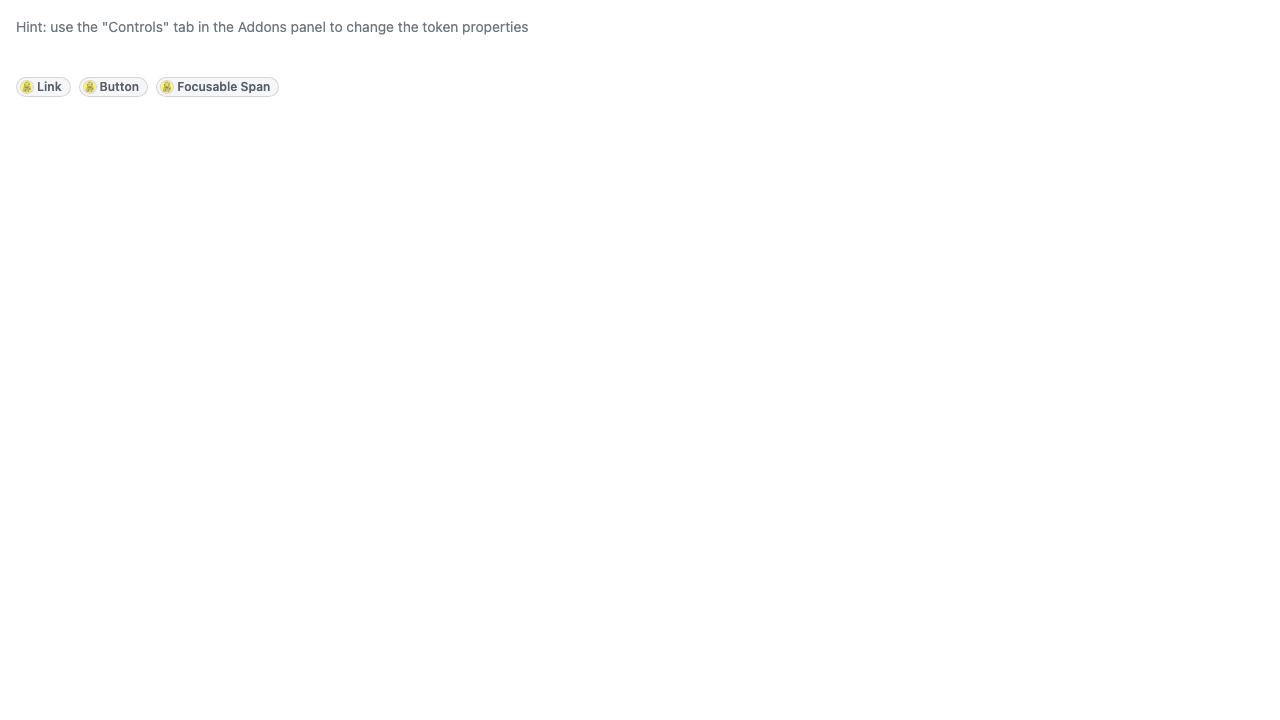 Hint: use the "Controls" tab in the Addons panel to change the token properties
Link Button Focusable Span